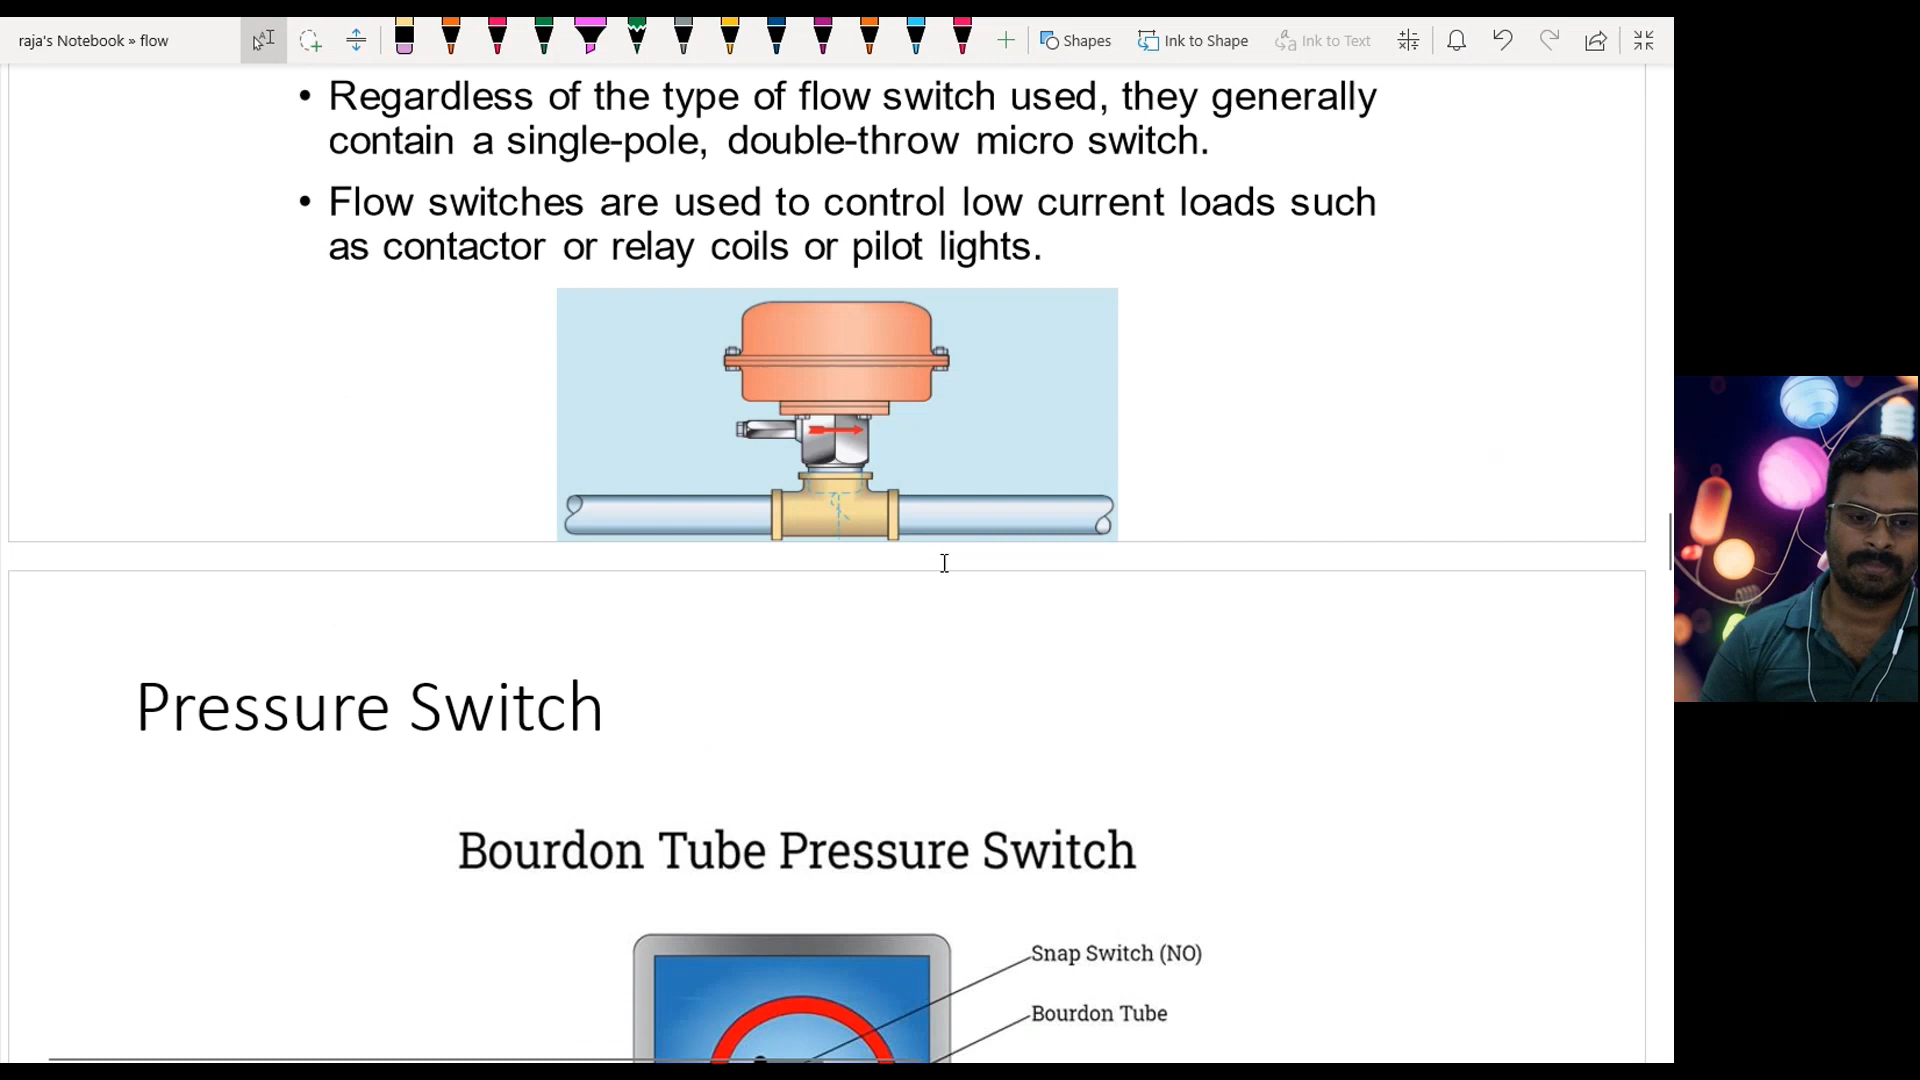 raja's Notebook » flow
Shapes
Ink to Shape
Ink to Text
• Regardless of the type of flow switch used, they generally
contain a single-pole, double-throw micro switch.
• Flow switches are used to control low current loads such
as contactor or relay coils or pilot lights.
Pressure Switch
Bourdon Tube Pressure Switch
Snap Switch (NO)
Bourdon Tube